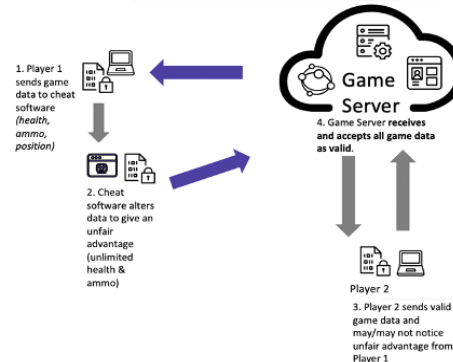 1. Player 1
sends game
data to cheat
software
(health,
ammo,
position)
2. Cheat
software alters
data to give an
unfair
advantage
(unlimited
health &
ammo)
Game
Server
4. Game Server receives
and accepts all game data
as valid.
Player 2
3. Player 2 sends valid
game data and
may/may not notice
unfair advantage from
Player 1